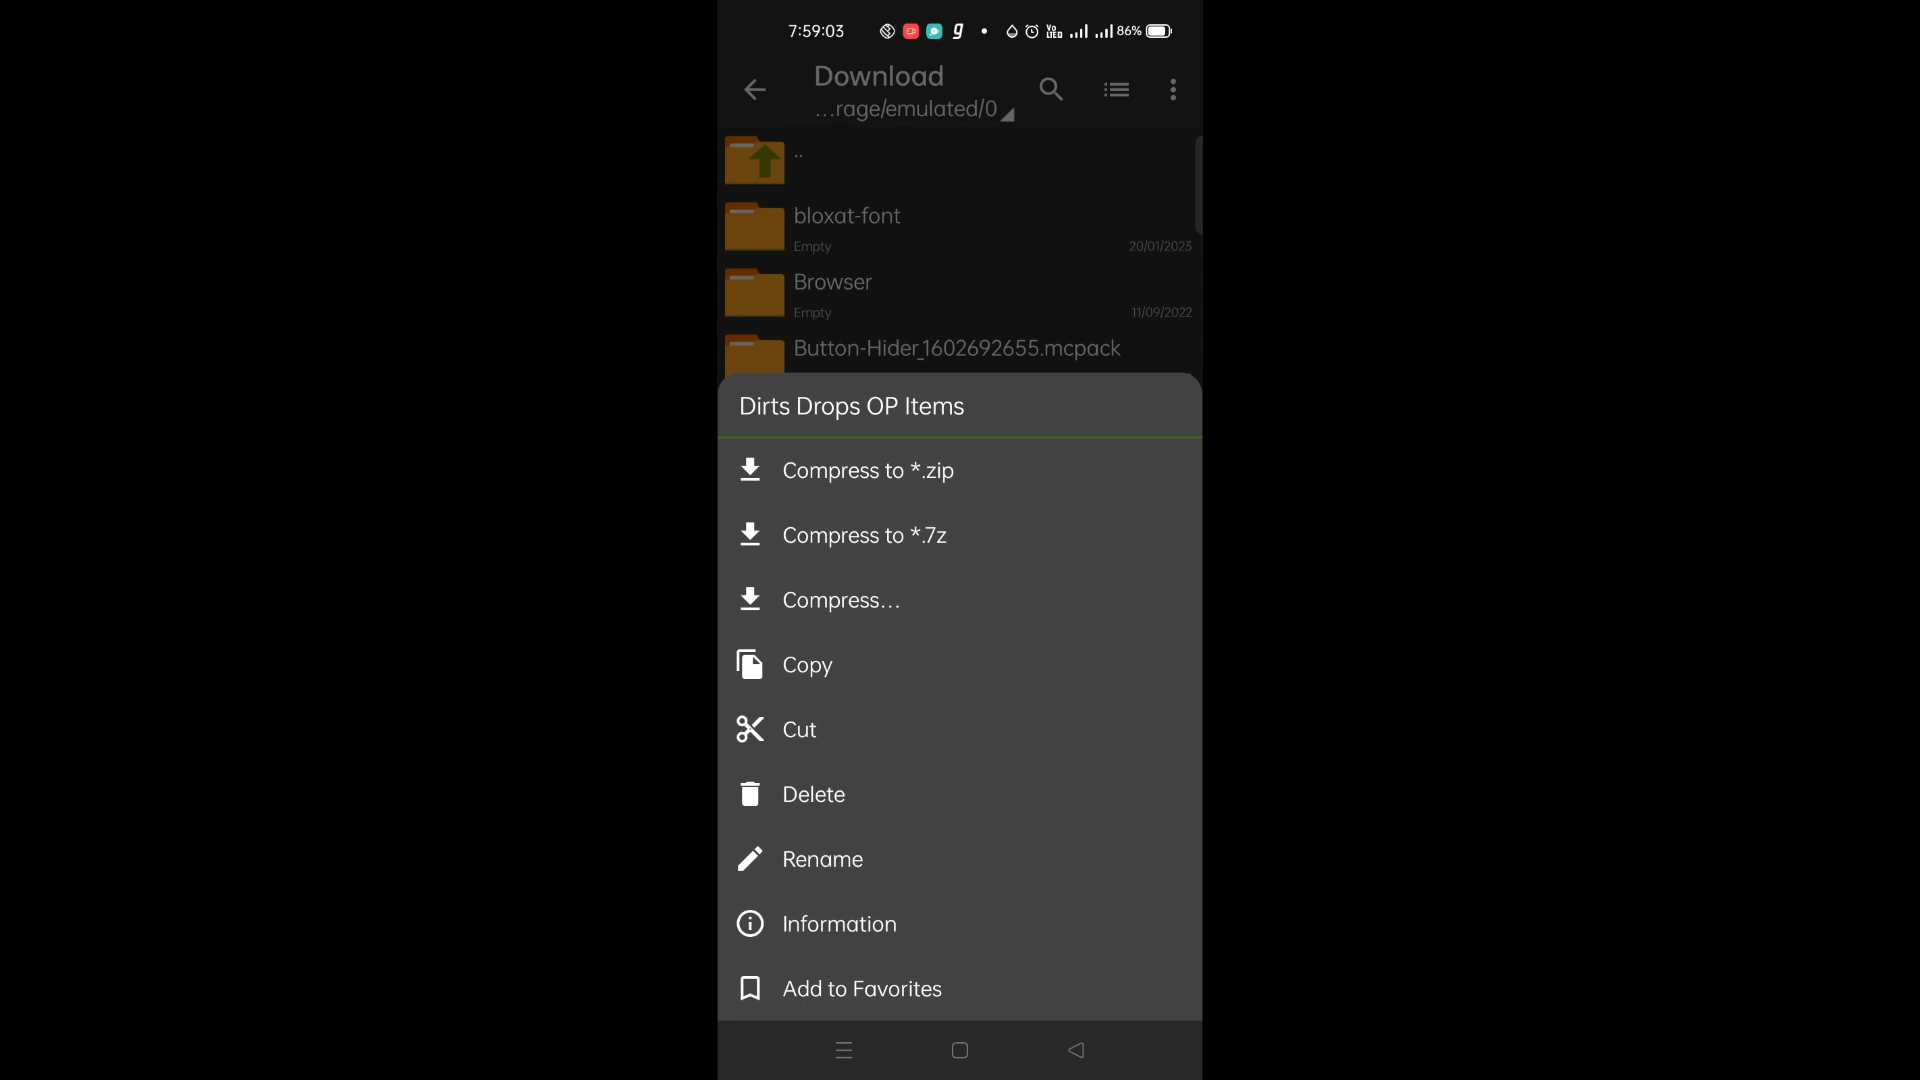 7:59:03
g
VO
LTE
86%
Download
...rage/emulated/0
..
bloxat-font
Empty
20/01/2023
Browser
Empty
11/09/2022
Button-Hider_1602692655.mcpack
Dirts Drops OP Items
Compress to *.zip
Compress to *.7z
Compress...
Copy
Cut
Delete
Rename
Information
Add to Favorites